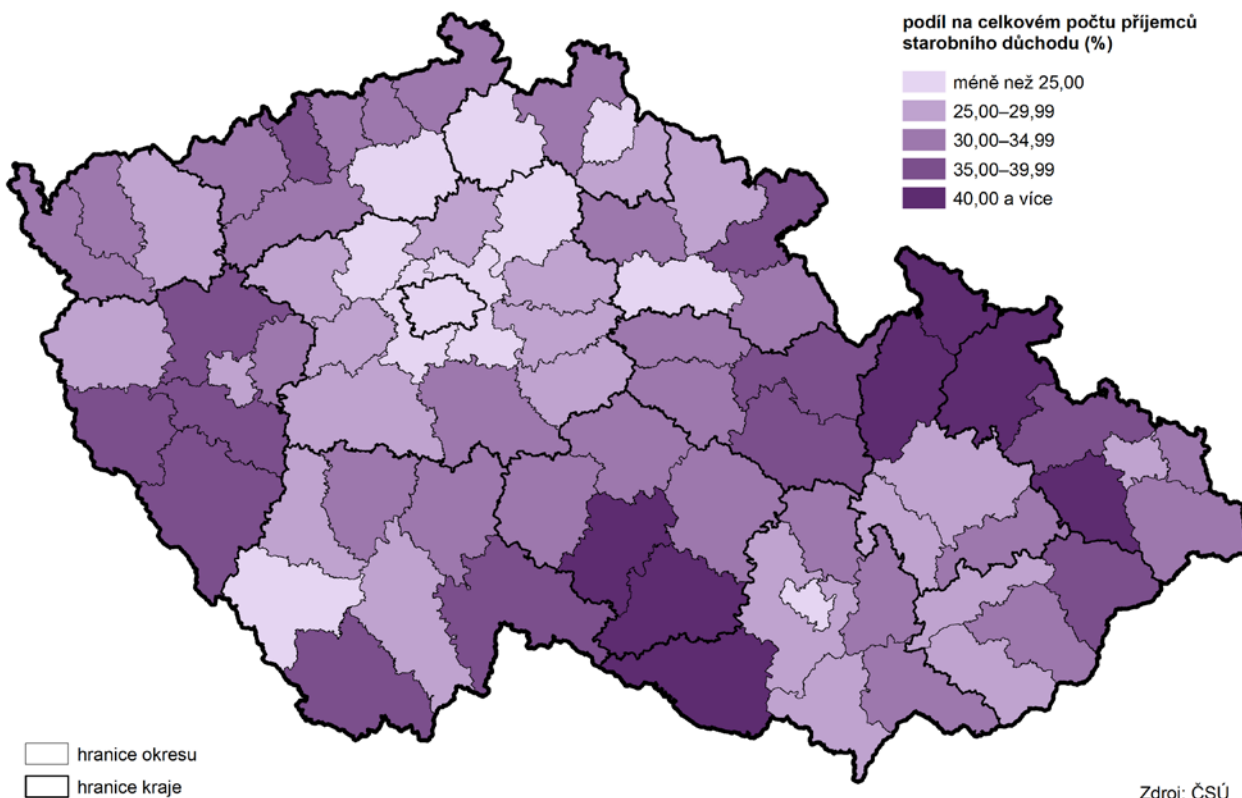 podíl na celkovém počtu příjemců
starobního důchodu (%)
méně než 25,00
25,00–29,99
30,00–34,99
35,00–39,99
40,00 a více
hranice okresu
hranice kraje
Zdroj: ČSÚ